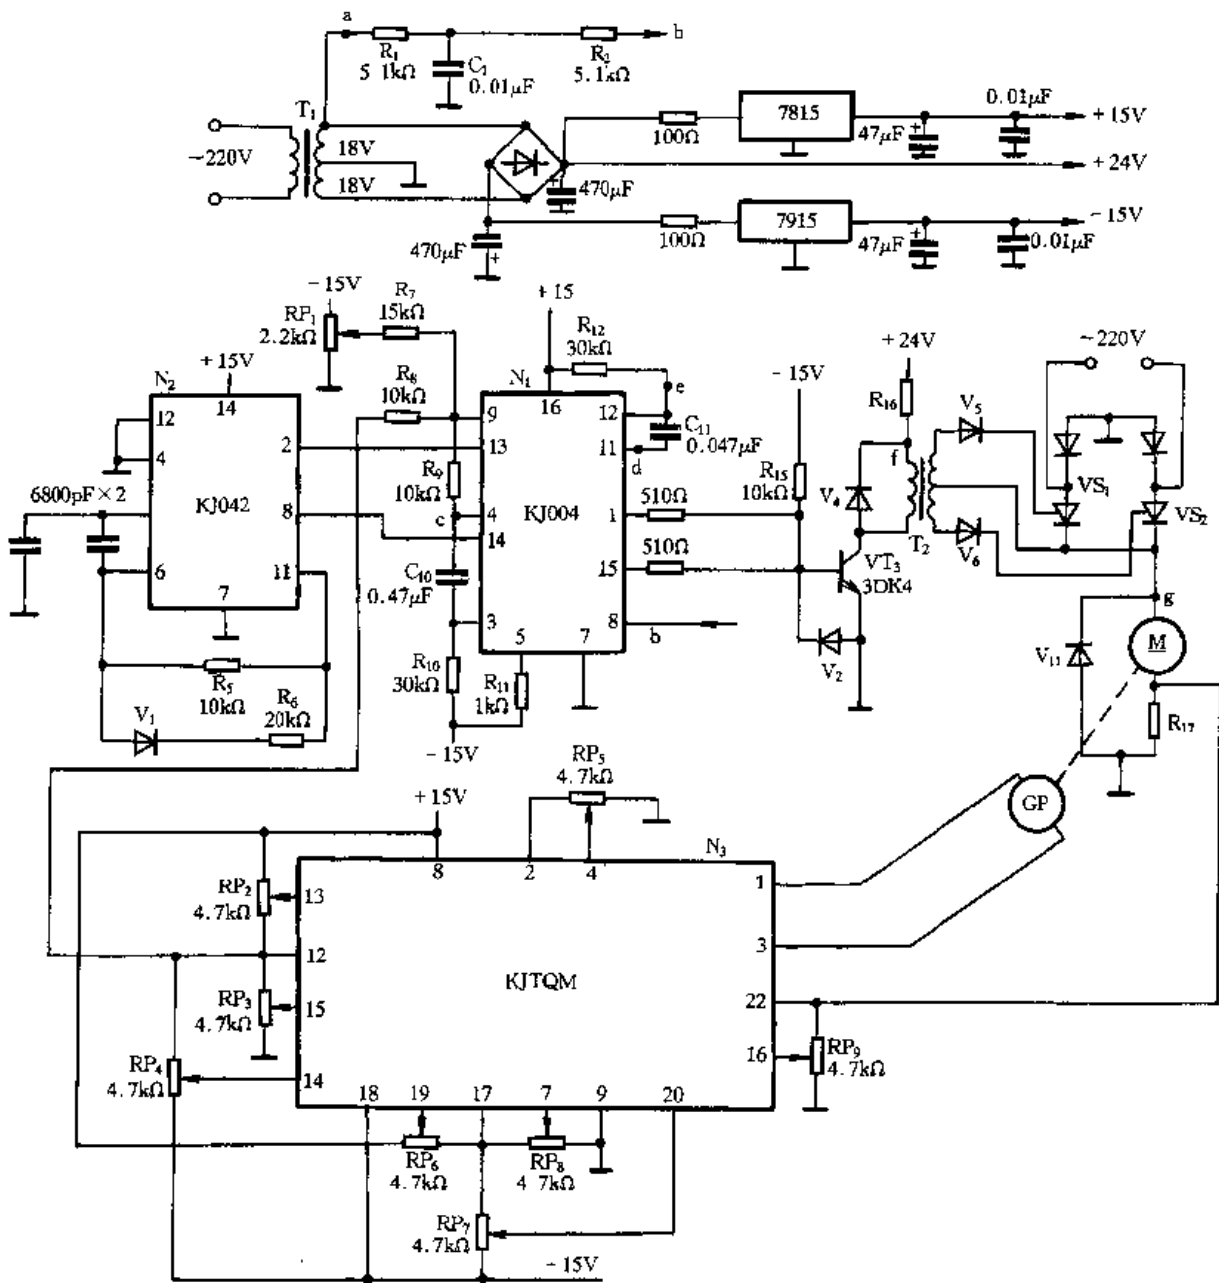 a
R₁
5 1kΩ
C₁
0.01μF
R₂
5.1kΩ
b
T₁
~220V
18V
18V
100Ω
7815
47μF
+
0.01μF
+15V
+24V
+
470μF
470μF
+
100Ω
7915
47μF
+
0.01μF
-15V
-15V
RP₁
2.2kΩ
R₇
15kΩ
R₈
10kΩ
+15V
N₂
14
12
4
2
KJ042
8
6
11
7
6800pF×2
R₅
10kΩ
V₁
R₆
20kΩ
+15
R₁₂
30kΩ
e
N₁
16
9
13
12
11
C₁₁
0.047μF
d
R₉
10kΩ
c
4
14
KJ004
1
15
510Ω
510Ω
C₁₀
0.47μF
3
5
7
8
b
R₁₀
30kΩ
R₁₁
1kΩ
-15V
-15V
R₁₅
10kΩ
+24V
R₁₆
f
V₄
T₂
VT₃
3DK4
V₂
V₅
V₆
~220V
VS₁
VS₂
g
V₁₁
M
R₁₇
GP
RP₅
4.7kΩ
+15V
N₃
8
2
4
1
3
22
16
RP₂
4.7kΩ
13
12
RP₃
4.7kΩ
15
RP₄
4.7kΩ
14
KJTQM
18
19
17
7
9
20
RP₉
4.7kΩ
RP₆
4.7kΩ
RP₈
4 7kΩ
RP₇
4.7kΩ
-15V